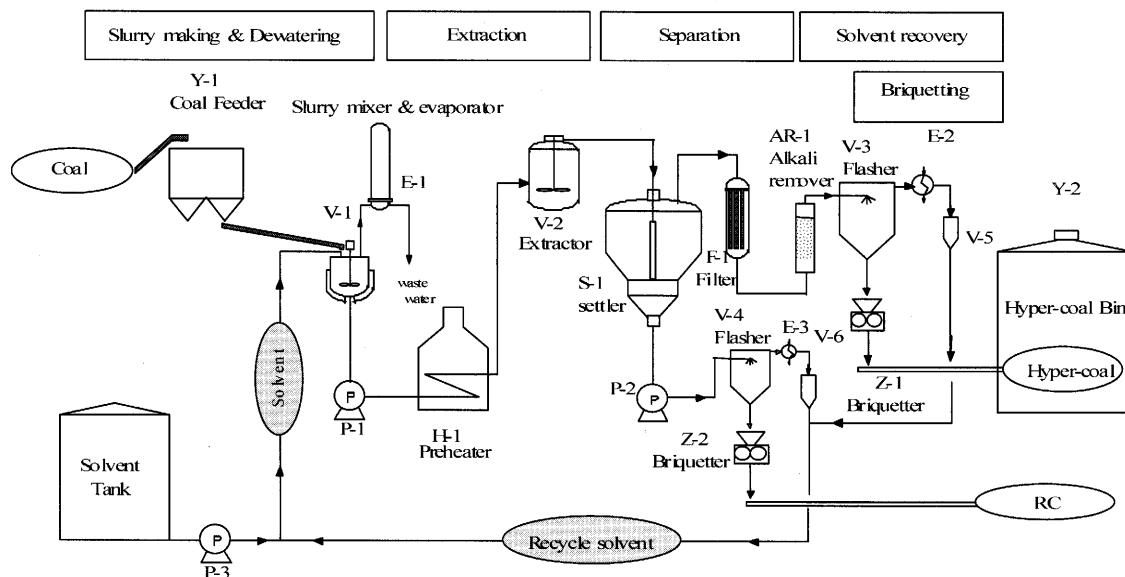 Slurry making & Dewatering
Extraction
Separation
Solvent recovery
Briquetting
Y-1
Coal Feeder
Slurry mixer & evaporator
Coal
E-1
V-1
waste
water
V-2
Extractor
S-1
settler
F-1
Filter
AR-1
Alkali
remover
V-3
Flasher
E-2
V-5
Y-2
Hyper-coal Bin
Hyper-coal
Z-1
Briquetter
V-4
Flasher
E-3
V-6
P
P-2
Z-2
Briquetter
RC
Solvent
P
P-1
H-1
Preheater
Solvent
Tank
P
P-3
Recycle solvent